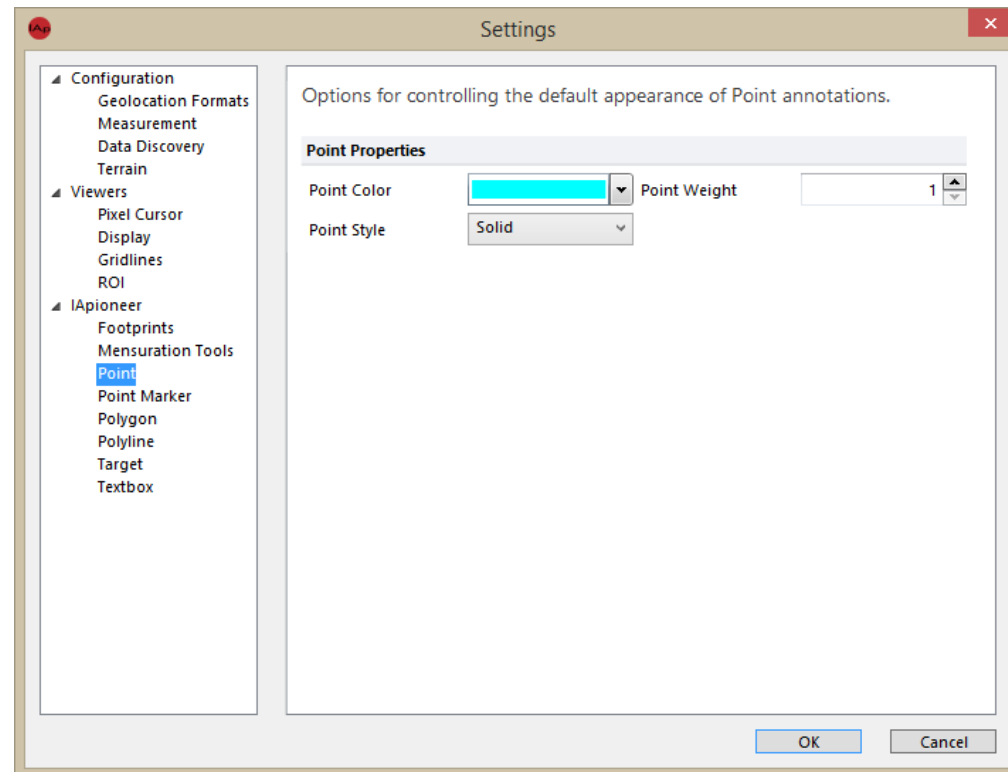 IAp
Settings
Configuration
Geolocation Formats
Measurement
Data Discovery
Terrain
Viewers
Pixel Cursor
Display
Gridlines
ROI
IApioneer
Footprints
Mensuration Tools
Point
Point Marker
Polygon
Polyline
Target
Textbox
Options for controlling the default appearance of Point annotations.
Point Properties
Point Color Point Weight 1
Point Style Solid
OK Cancel